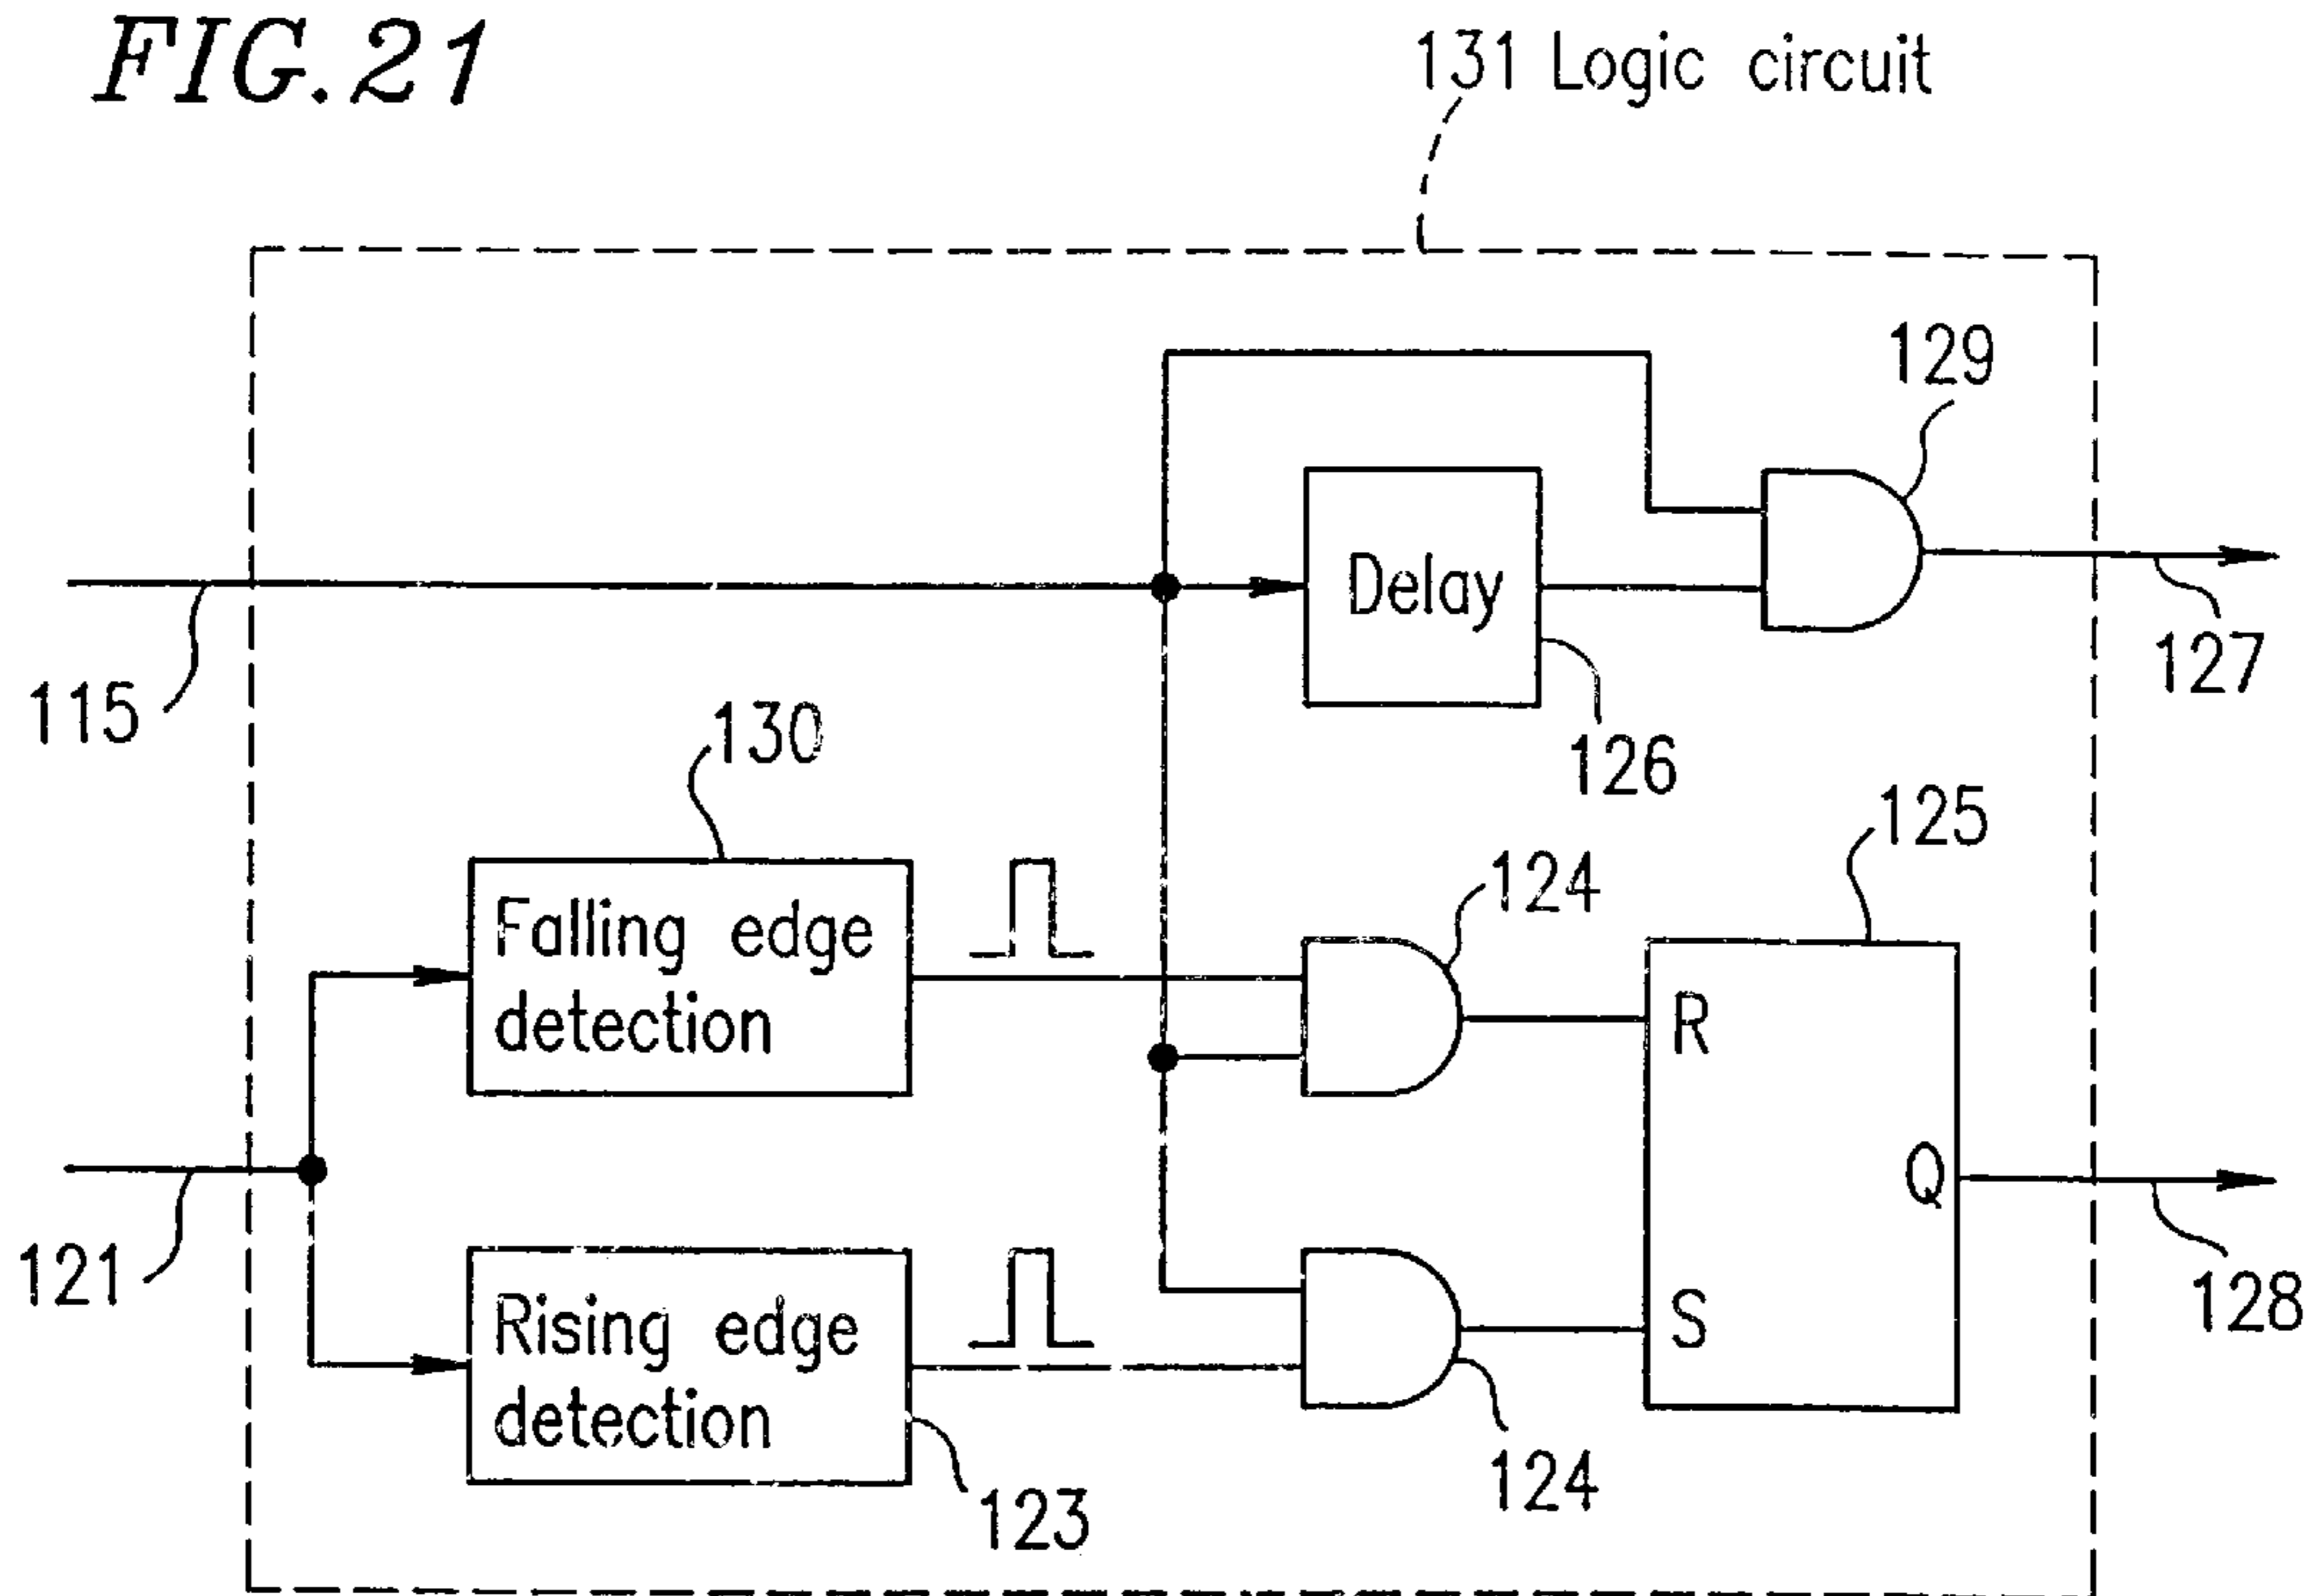 FIG.21
131 Logic circuit
129
Delay
127
115
130
126
125
124
Falling edge
detection
R
Q
121
128
Rising edge
detection
S
124
123